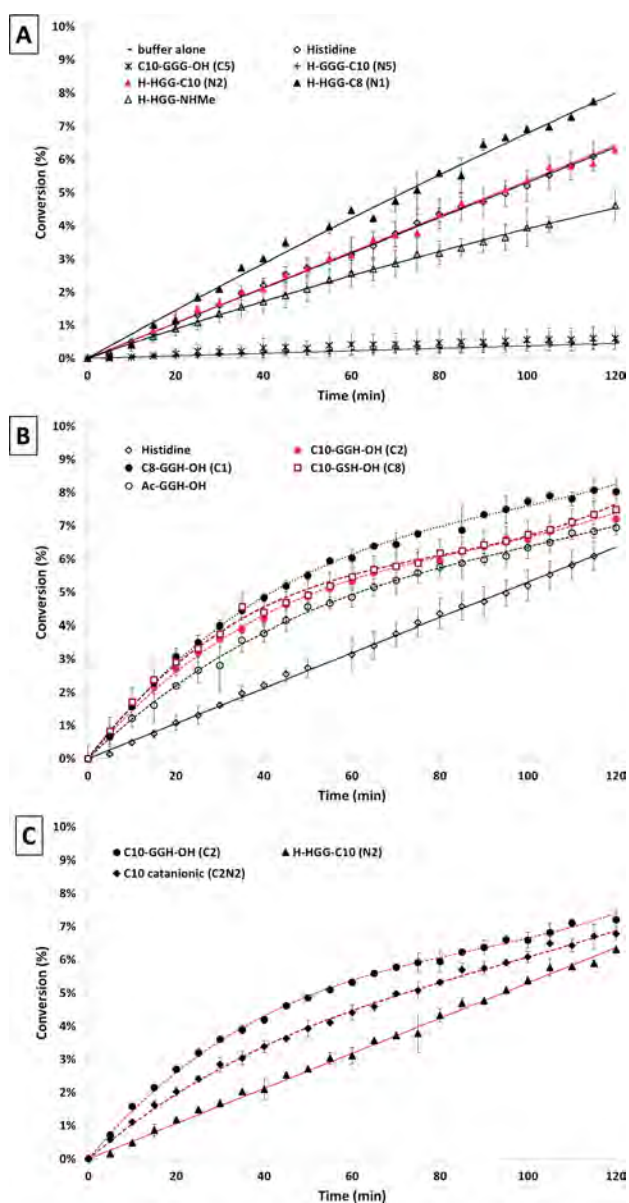 A
10%
- buffer alone
◇ Histidine
9%
C10-GGG-OH (C5)
H-GGG-C10 (N5)
8%
H-HGG-C10 (N2)
H-HGG-C8 (N1)
7%
H-HGG-NHMe
6%
5%
4%
3%
2%
1%
0%
Conversion (%)
0 20 40 60 80 100 120
Time (min)
B
10%
Histidine
C10-GGH-OH (C2)
9%
C8-GGH-OH (C1)
C10-GSH-OH (C8)
8%
Ac-GGH-OH
7%
6%
5%
4%
3%
2%
1%
0%
Conversion (%)
0 20 40 60 80 100 120
Time (min)
C
10%
C10-GGH-OH (C2)
H-HGG-C10 (N2)
9%
C10 catanionic (C2N2)
8%
7%
6%
5%
4%
3%
2%
1%
0%
Conversion (%)
0 20 40 60 80 100 120
Time (min)